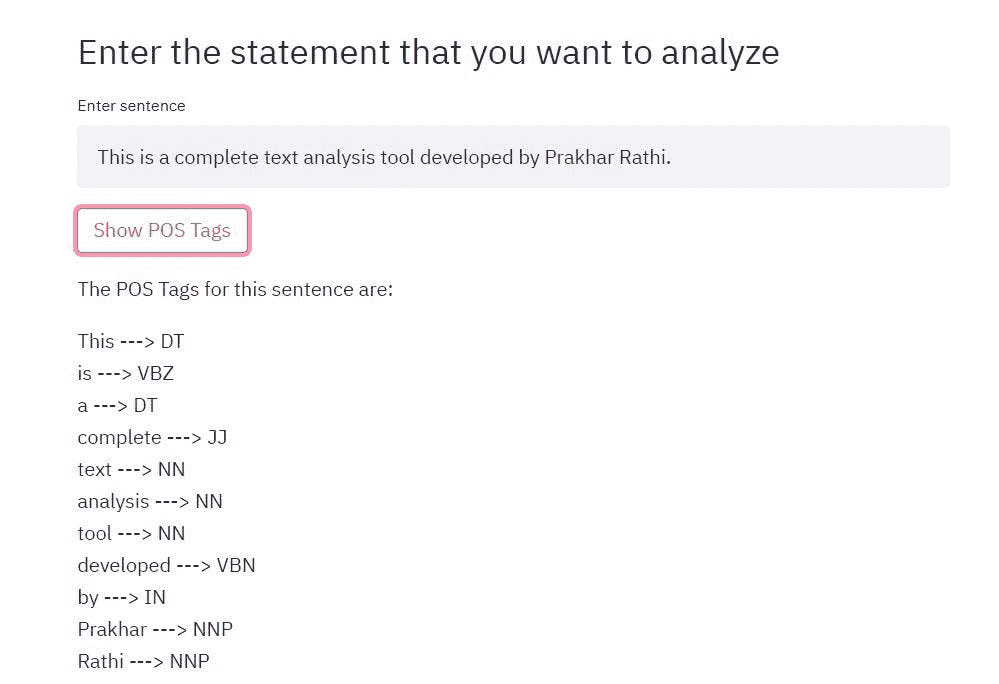 Enter the statement that you want to analyze
Enter sentence
This is a complete text analysis tool developed by Prakhar Rathi.
Show POS Tags
The POS Tags for this sentence are:
This ---> DT
is ---> VBZ
a ---> DT
complete ---> JJ
text ---> NN
analysis ---> NN
tool ---> NN
developed ---> VBN
by ---> IN
Prakhar ---> NNP
Rathi ---> NNP